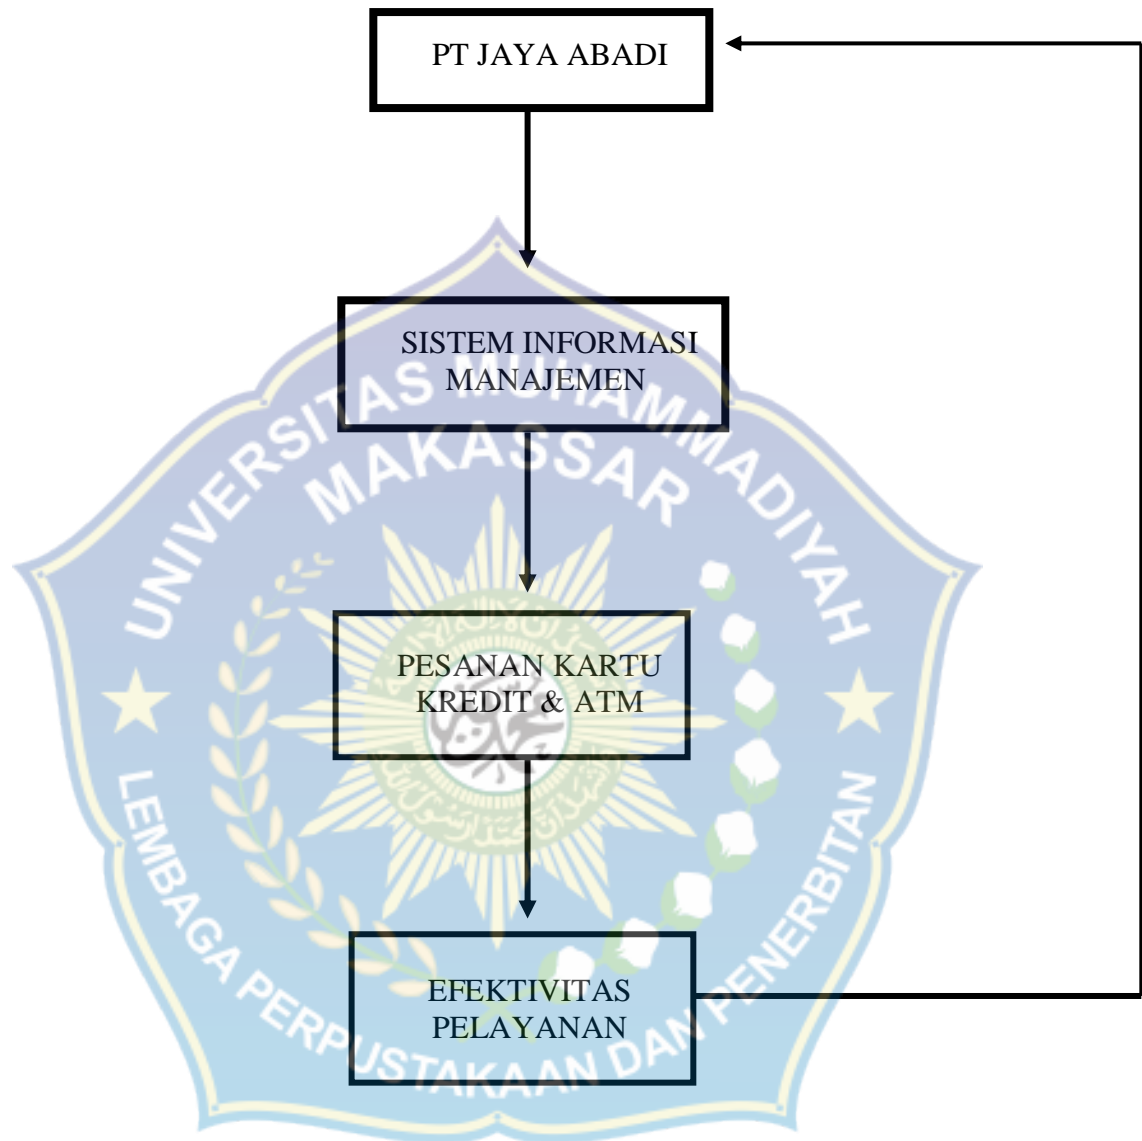 PT JAYA ABADI
SISTEM INFORMASI
MANAJEMEN
UNIVERSITAS MUHAMMADIYAH
MAKASSAR
PESANAN KARTU
KREDIT & ATM
EFEKTIVITAS
PELAYANAN
LEMBAGA PERPUSTAKAAN DAN PENERBITAN